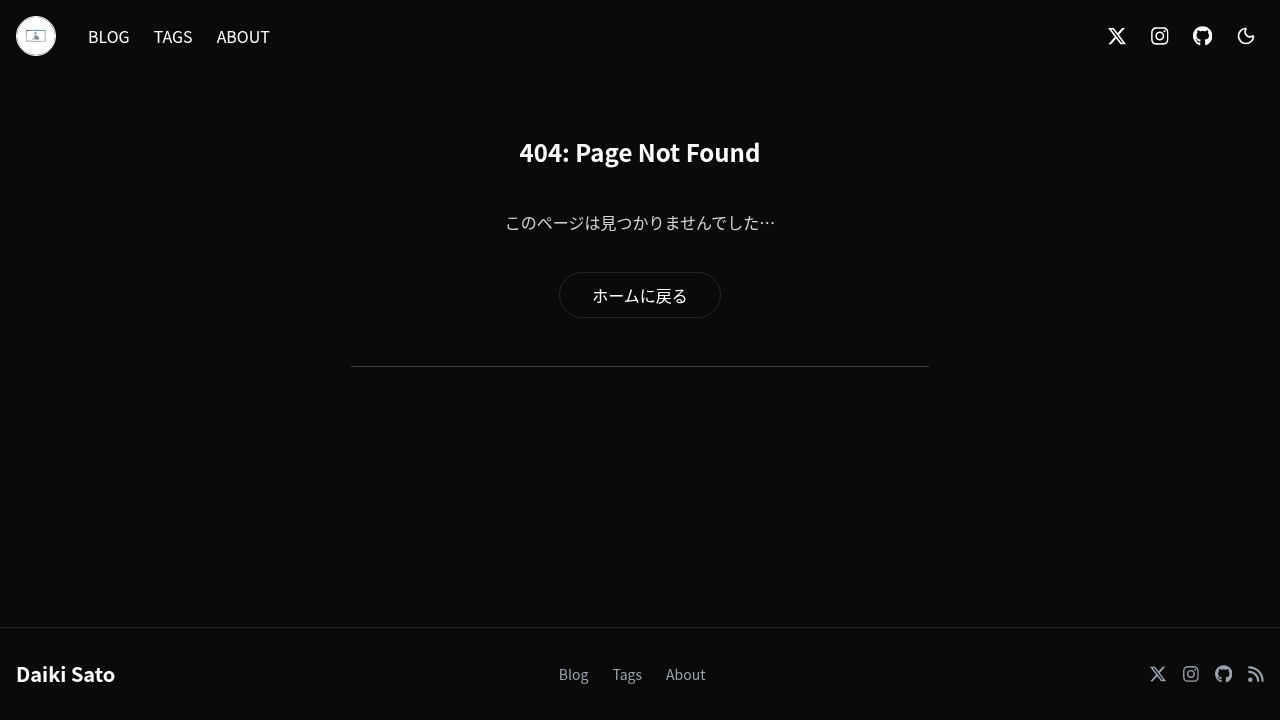 BLOG TAGS ABOUT
404: Page Not Found
このページは見つかりませんでした…
ホームに戻る
Daiki Sato
Blog Tags About